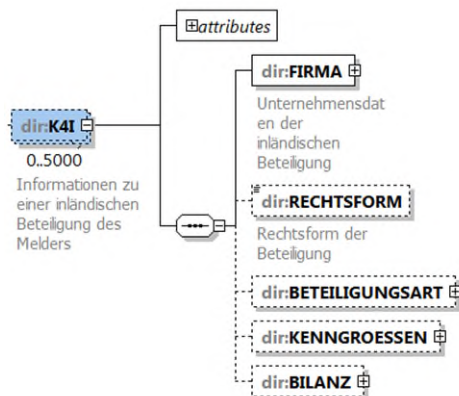 attributes
dir:FIRMA
Unternehmensdat
en der
inländischen
Beteiligung
dir:K4I
0..5000
Informationen zu
einer inländischen
Beteiligung des
Melders
dir:RECHTSFORM
Rechtsform der
Beteiligung
dir:BETEILIGUNGSART
dir:KENNGROESSEN
dir:BILANZ